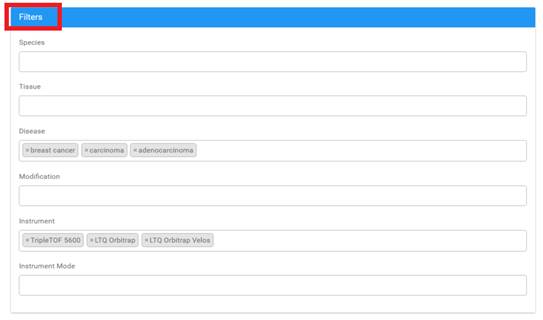 Filters
Species
Tissue
Disease
× breast cancer × carcinoma × adenocarcinoma
Modification
Instrument
× TripleTOF 5600 × LTQ Orbitrap × LTQ Orbitrap Velos
Instrument Mode